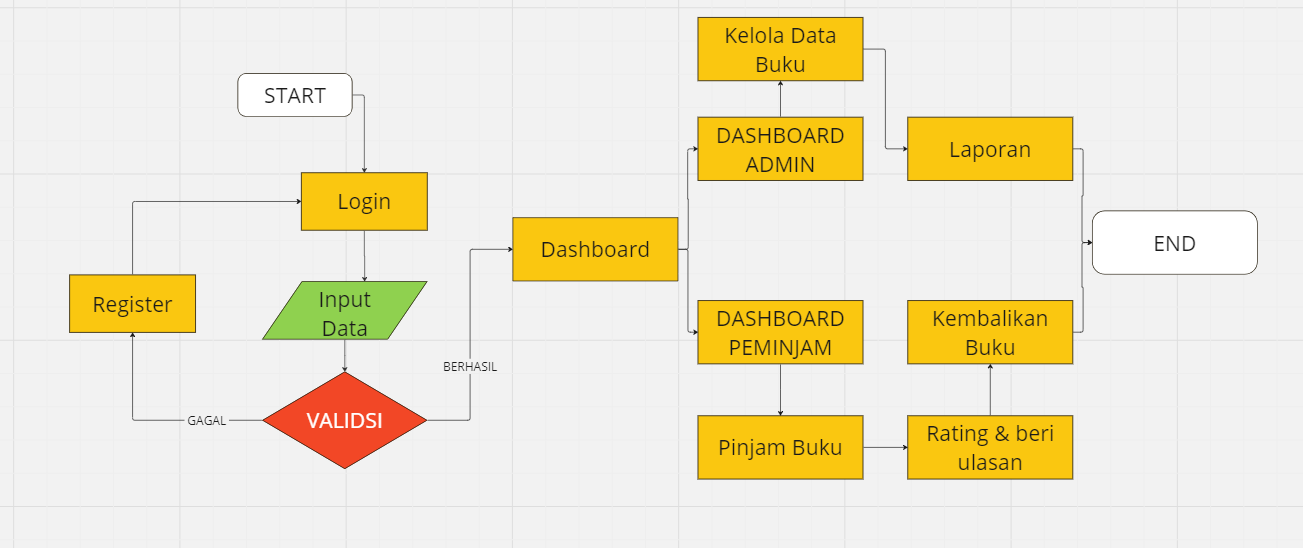 START
Login
Register
Input
Data
VALIDSI
GAGAL
BERHASIL
Dashboard
DASHBOARD
ADMIN
Kelola Data
Buku
Laporan
DASHBOARD
PEMINJAM
Pinjam Buku
Rating & beri
ulasan
Kembalikan
Buku
END